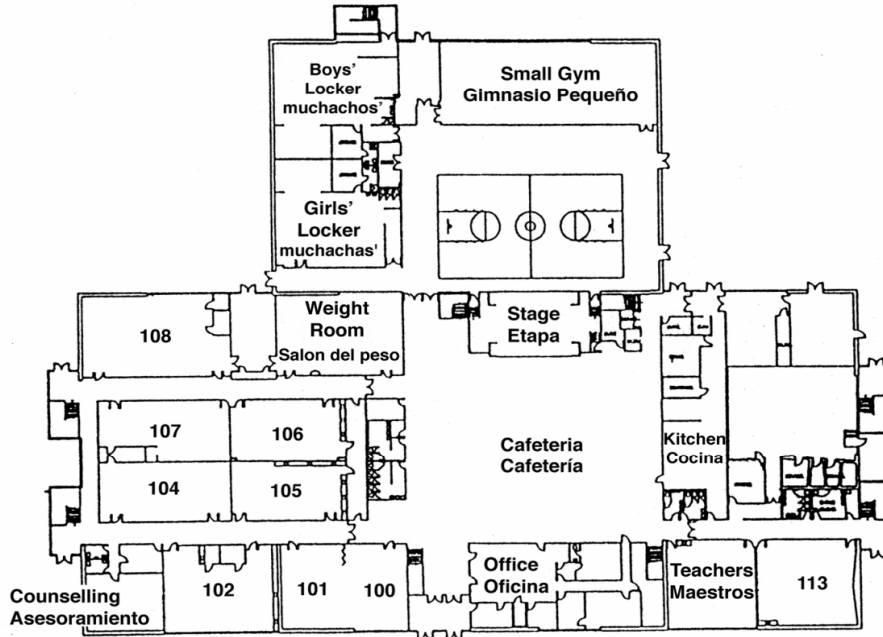 Boys'
Locker
muchachos'
Small Gym
Gimnasio Pequeño
Girls'
Locker
muchachas'
108
Weight
Room
Salon del peso
Stage
Etapa
107
106
104
105
Cafeteria
Cafetería
Kitchen
Cocina
Counselling
Asesoramiento
102
101
100
Office
Oficina
Teachers
Maestros
113